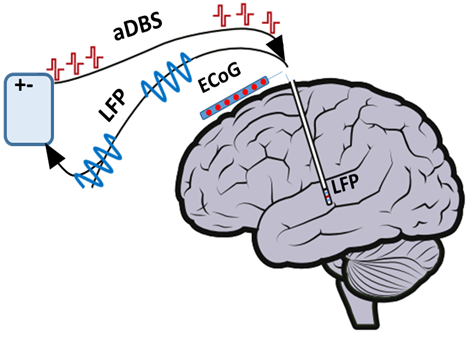 aDBS
ECoG
LFP
+-
LFP